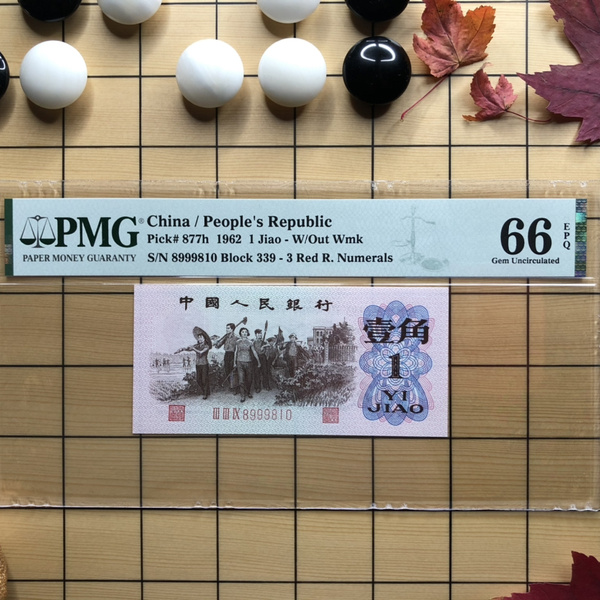 PMG®
PAPER MONEY GUARANTY
China / People's Republic
Pick# 877h 1962 1 Jiao - W/Out Wmk
S/N 8999810 Block 339 - 3 Red R. Numerals
66
EPQ
Gem Uncirculated
中國人民銀行
壹角
1
YI
JIAO
III III IX 8999810